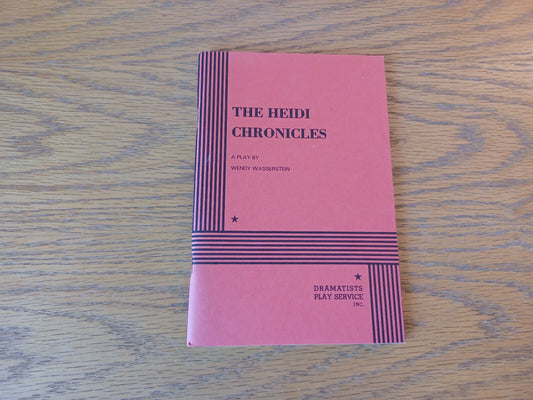 THE HEIDI
CHRONICLES
A PLAY BY
WENDY WASSERSTEIN
DRAMATISTS
PLAY SERVICE
INC.